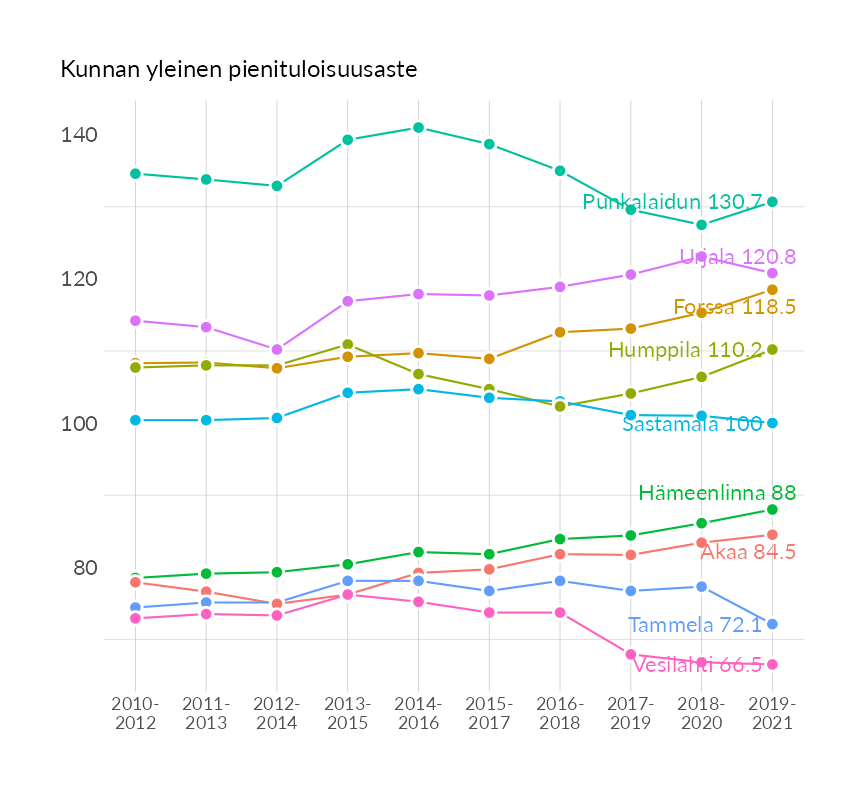 Kunnan yleinen pienituloisuusaste
140
120
100
80
Punkalaidun 130.7
Urjala 120.8
Forssa 118.5
Humppila 110.2
Sastamala 100
Hämeenlinna 88
Akaa 84.5
Tammela 72.1
Vesilahti 66.5
2010-2012
2011-2013
2012-2014
2013-2015
2014-2016
2015-2017
2016-2018
2017-2019
2018-2020
2019-2021